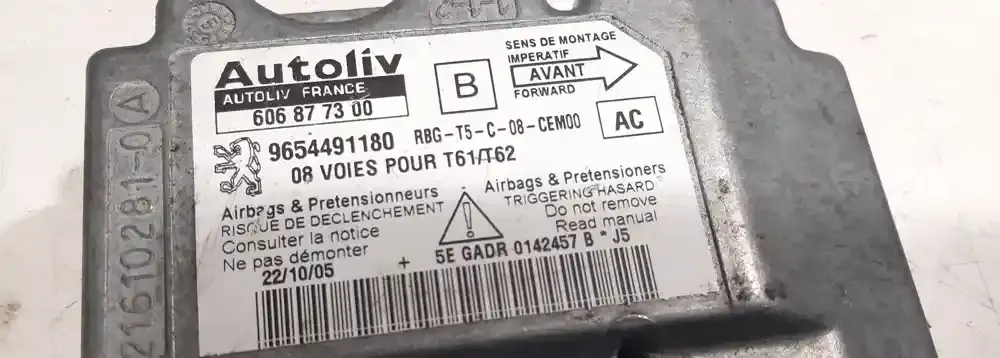 Autoliv
AUTOLIV FRANCE
606 87 73 00
B
SENS DE MONTAGE
IMPERATIF
AVANT
FORWARD
9654491180 RBG-T5-C-08-CEM00
AC
08 VOIES POUR T61/T62
Airbags & Pretensionneurs
RISQUE DE DECLENCHEMENT
Consulter la notice
Ne pas démonter
Airbags & Pretensioners
TRIGGERING HASARD
Do not remove
Read manual
22/10/05 + 5E GADR 0142457 B * J5
21610281-0 A